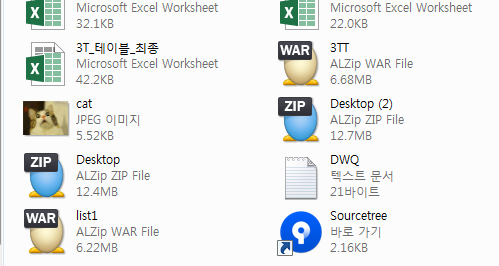 Microsoft Excel Worksheet
32.1KB
Microsoft Excel Worksheet
22.0KB
3T_테이블_최종
Microsoft Excel Worksheet
42.2KB
WAR
3TT
ALZip WAR File
6.68MB
cat
JPEG 이미지
5.52KB
ZIP
Desktop (2)
ALZip ZIP File
12.7MB
ZIP
Desktop
ALZip ZIP File
12.4MB
DWQ
텍스트 문서
21바이트
WAR
list1
ALZip WAR File
6.22MB
Sourcetree
바로 가기
2.16KB